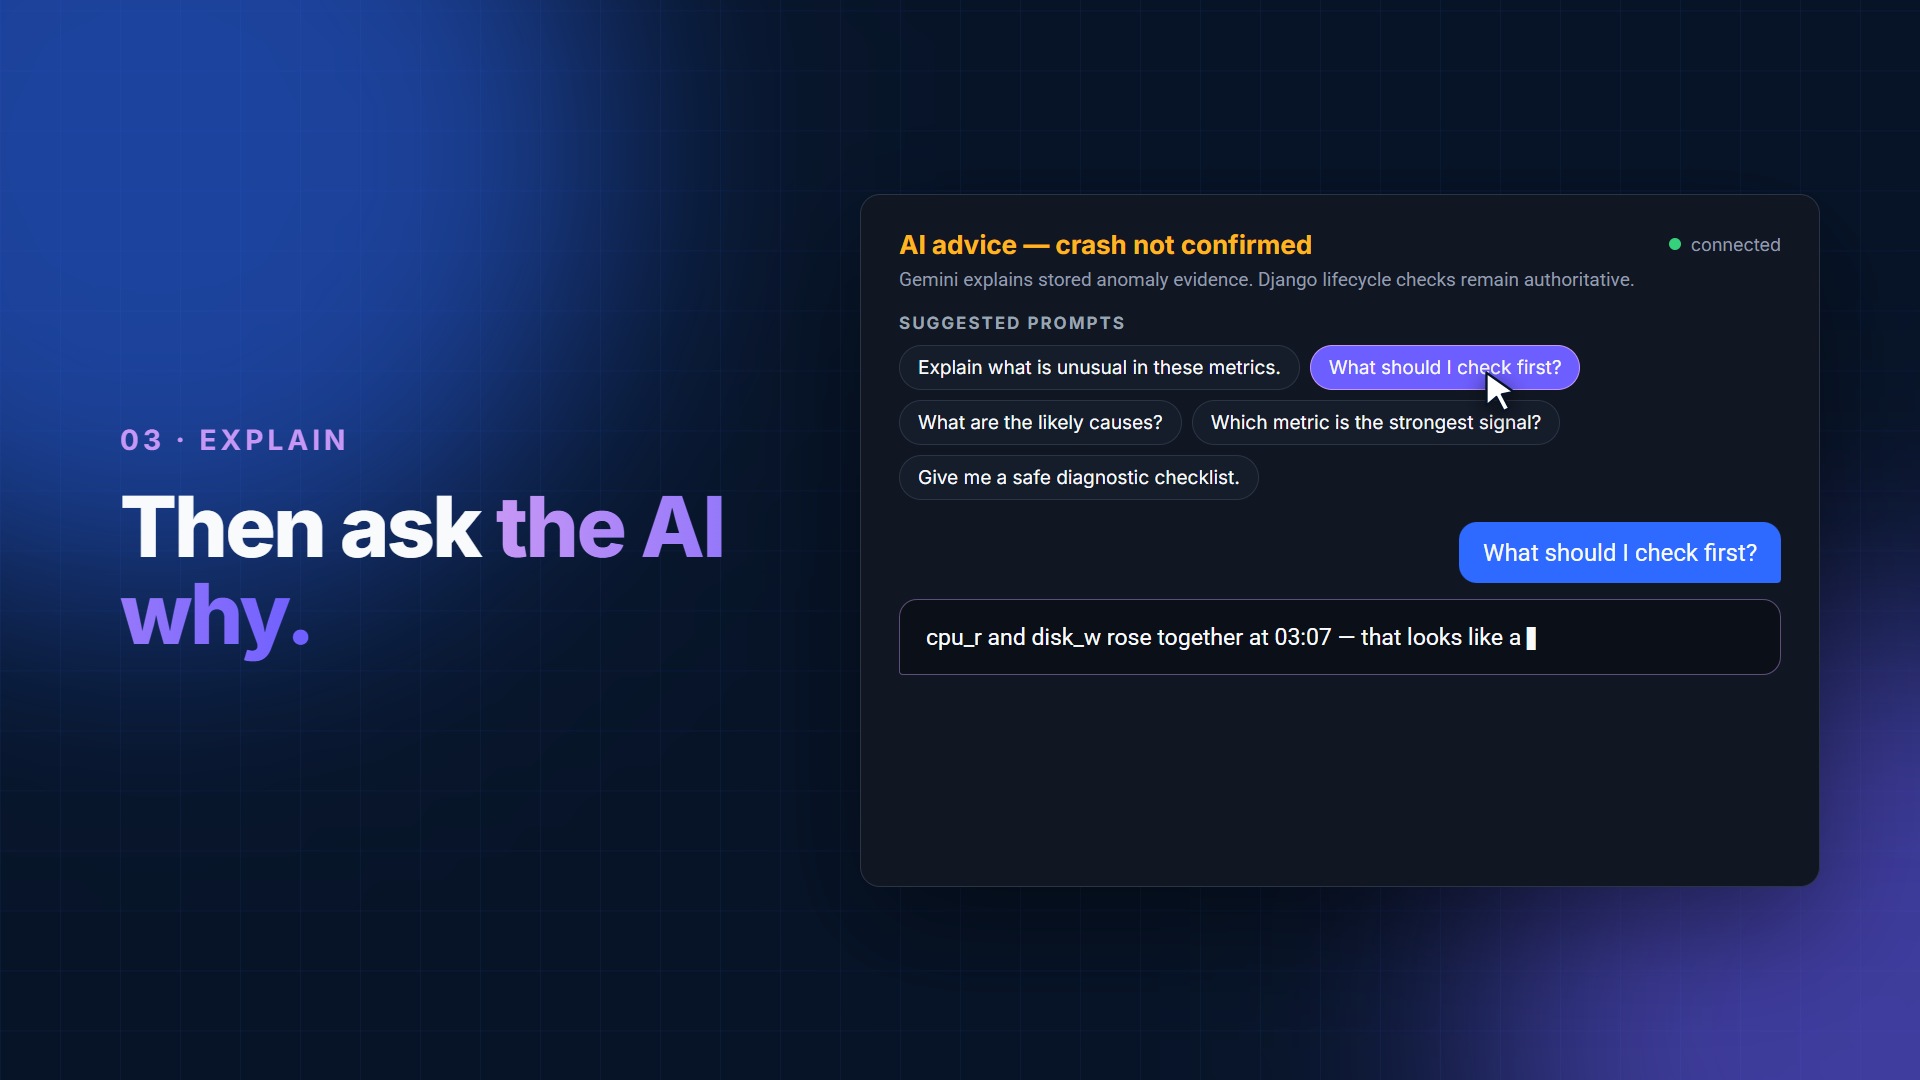 03 · EXPLAIN
Then ask the AI
why.
AI advice — crash not confirmed
connected
Gemini explains stored anomaly evidence. Django lifecycle checks remain authoritative.
SUGGESTED PROMPTS
Explain what is unusual in these metrics.
What should I check first?
What are the likely causes?
Which metric is the strongest signal?
Give me a safe diagnostic checklist.
What should I check first?
cpu_r and disk_w rose together at 03:07 — that looks like a